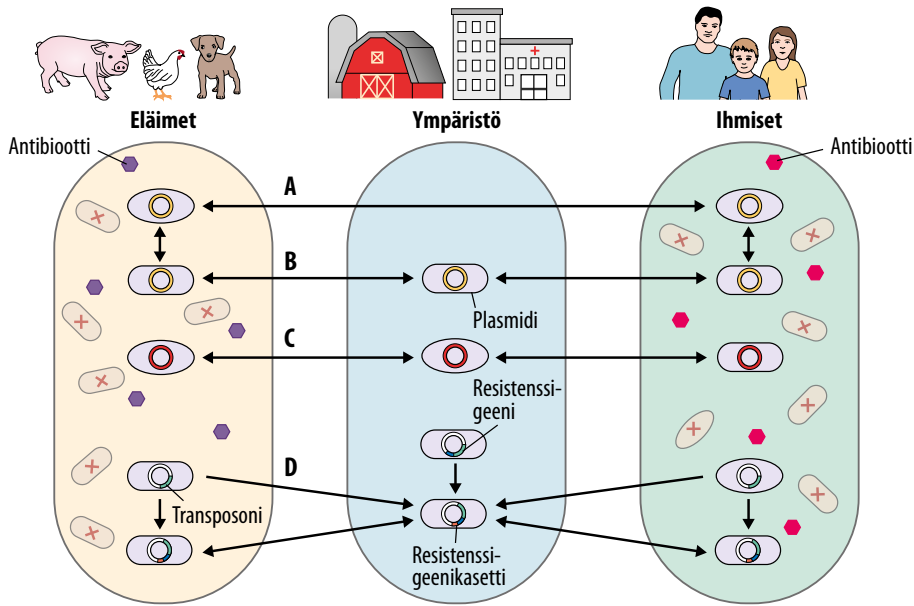 Eläimet
Ympäristö
Ihmiset
Antibiootti
Antibiootti
A
B
Plasmidi
C
Resistenssi-
geeni
D
Transposoni
Resistenssi-
geenikasetti